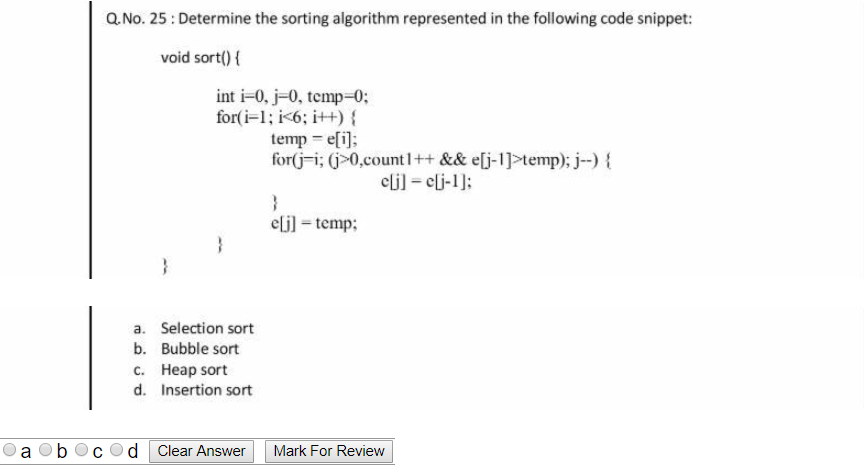 Q.No. 25 : Determine the sorting algorithm represented in the following code snippet:
void sort() {
int i=0, j=0, temp=0;
for(i=1; i<6; i++) {
temp = e[i];
for(j=i; (j>0,count1++ && e[j-1]>temp); j--) {
e[j] = e[j-1];
}
e[j] = temp;
}
}
a. Selection sort
b. Bubble sort
c. Heap sort
d. Insertion sort
a b c d Clear Answer Mark For Review